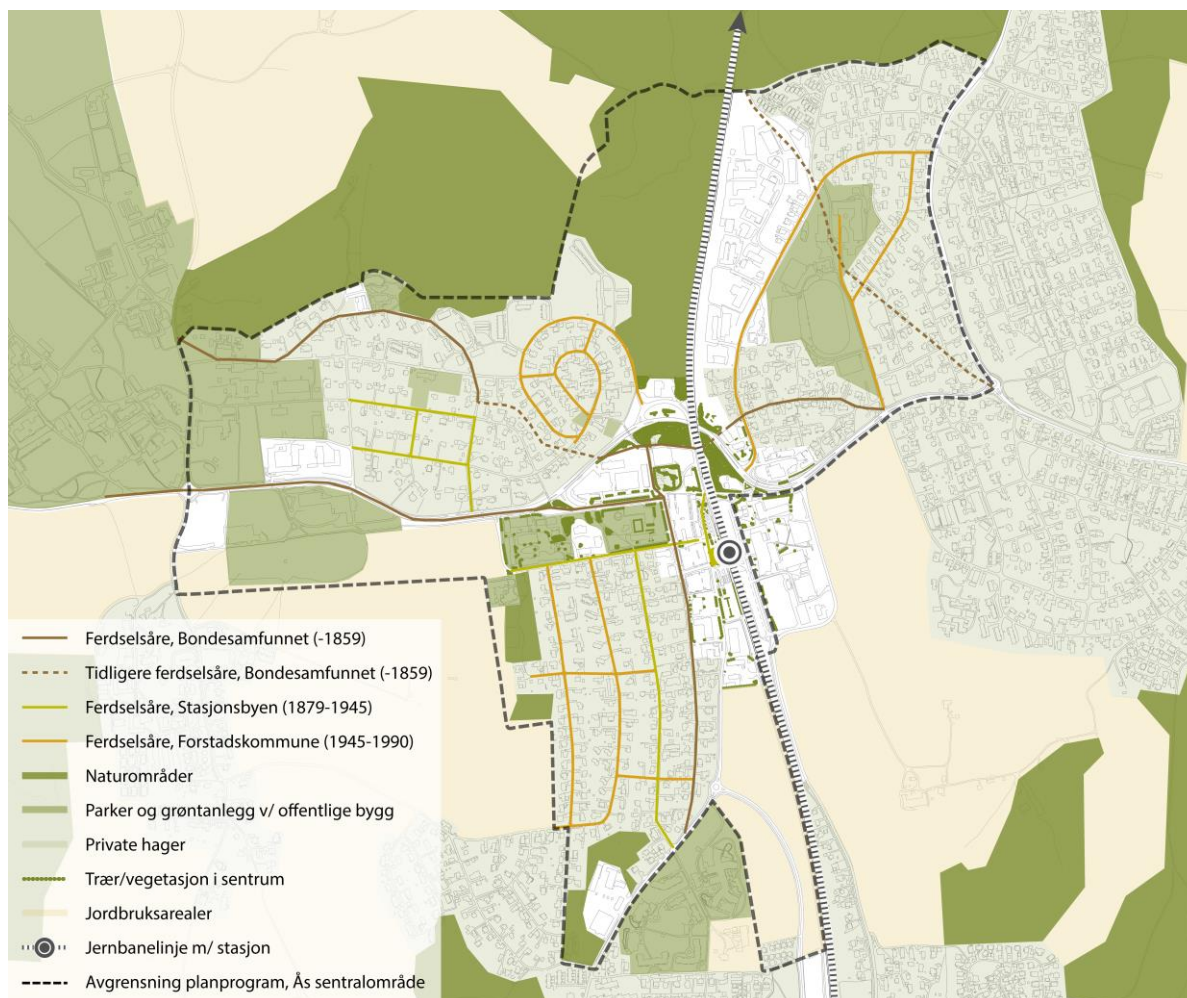 Ferdselsåre, Bondesamfunnet (-1859)
Tidligere ferdselsåre, Bondesamfunnet (-1859)
Ferdselsåre, Stasjonsbyen (1879-1945)
Ferdselsåre, Forstadskommune (1945-1990)
Naturområder
Parker og grøntanlegg v/ offentlige bygg
Private hager
Trær/vegetasjon i sentrum
Jordbruksarealer
Jernbanelinje m/ stasjon
Avgrensning planprogram, Ås sentralområde